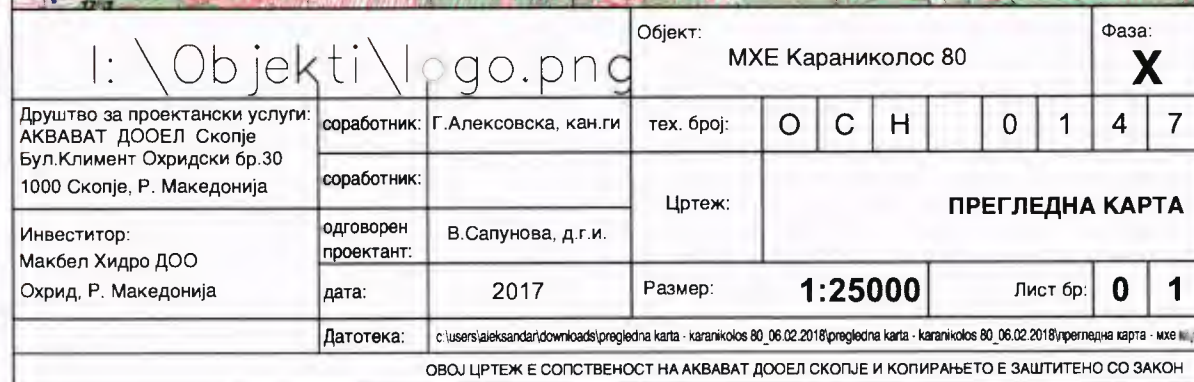 I:\Objekti\logo.png
Објект:
МХЕ Караниколос 80
Фаза:
X
Друштво за проектански услуги:
АКВАВАТ ДООЕЛ Скопје
Бул.Климент Охридски бр.30
1000 Скопје, Р. Македонија
соработник: Г.Алексовска, кан.ги
соработник:
тех. број: О С Н 0 1 4 7
Цртеж:
ПРЕГЛЕДНА КАРТА
Инвеститор:
Макбел Хидро ДОО
Охрид, Р. Македонија
одговорен
проектант:
В.Сапунова, д.г.и.
дата: 2017
Размер: 1:25000
Лист бр: 0 1
Датотека: c:\users\aleksandar\downloads\pregledna karta - karanikolos 80_06.02.2018\pregledna karta - karanikolos 80_06.02.2018\прегледна карта - мхе
ОВОЈ ЦРТЕЖ Е СОПСТВЕНОСТ НА АКВАВАТ ДООЕЛ СКОПЈЕ И КОПИРАЊЕТО Е ЗАШТИТЕНО СО ЗАКОН